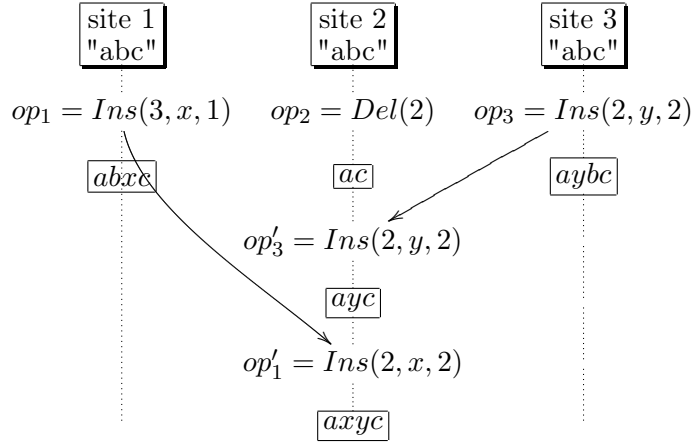 site 1 site 2 site 3
"abc" "abc" "abc"
op₁ = Ins(3, x, 1) op₂ = Del(2) op₃ = Ins(2, y, 2)
abxc ac aybc
op′₃ = Ins(2, y, 2)
ayc
op′₁ = Ins(2, x, 2)
axyc